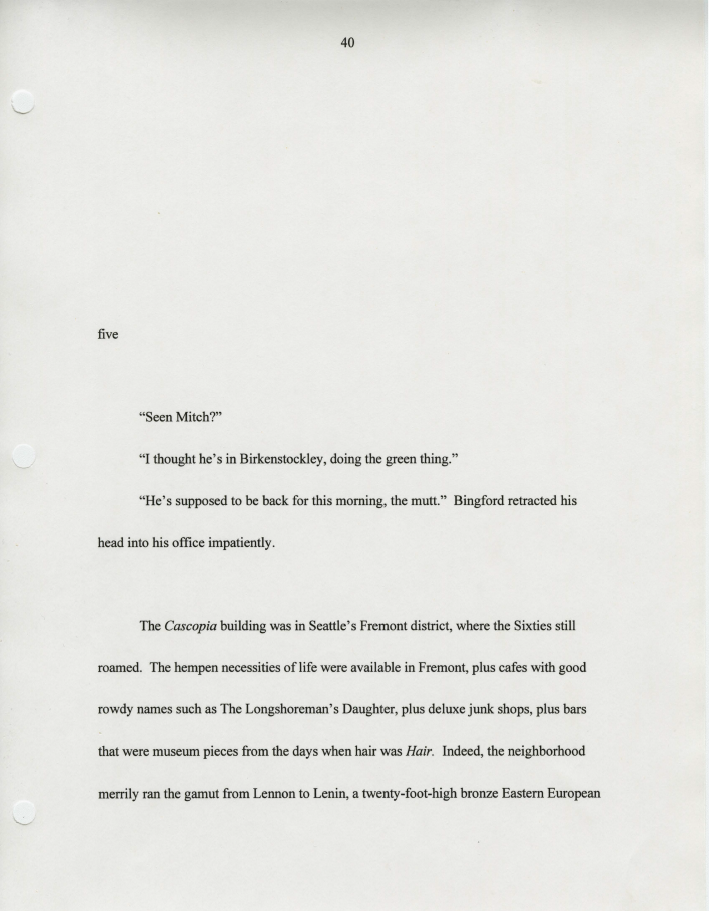 40
five
“Seen Mitch?”
“I thought he’s in Birkenstockley, doing the green thing.”
“He’s supposed to be back for this morning, the mutt.”  Bingford retracted his
head into his office impatiently.
The Cascopia building was in Seattle’s Fremont district, where the Sixties still
roamed.  The hempen necessities of life were available in Fremont, plus cafes with good
rowdy names such as The Longshoreman’s Daughter, plus deluxe junk shops, plus bars
that were museum pieces from the days when hair was Hair.  Indeed, the neighborhood
merrily ran the gamut from Lennon to Lenin, a twenty-foot-high bronze Eastern European